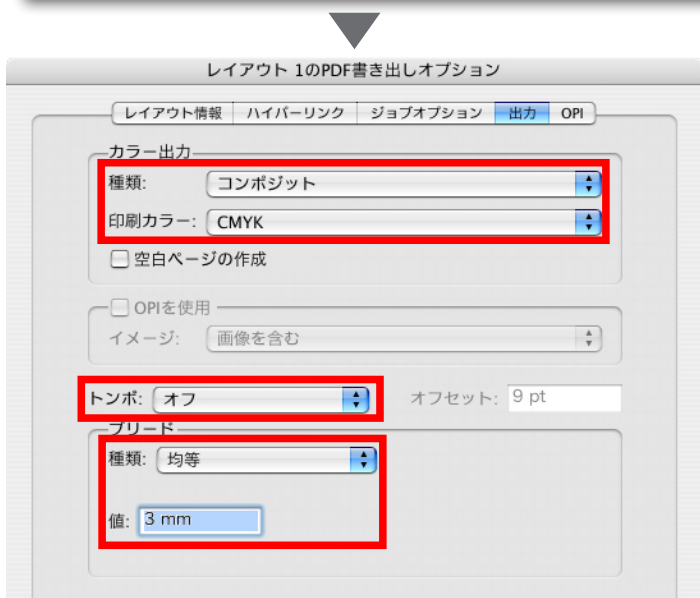 レイアウト 1のPDF書き出しオプション
レイアウト情報 ハイパーリンク ジョブオプション 出力 OPI
カラー出力
種類: コンポジット
印刷カラー: CMYK
空白ページの作成
OPIを使用
イメージ: 画像を含む
トンボ: オフ オフセット: 9 pt
ブリード
種類: 均等
値: 3 mm